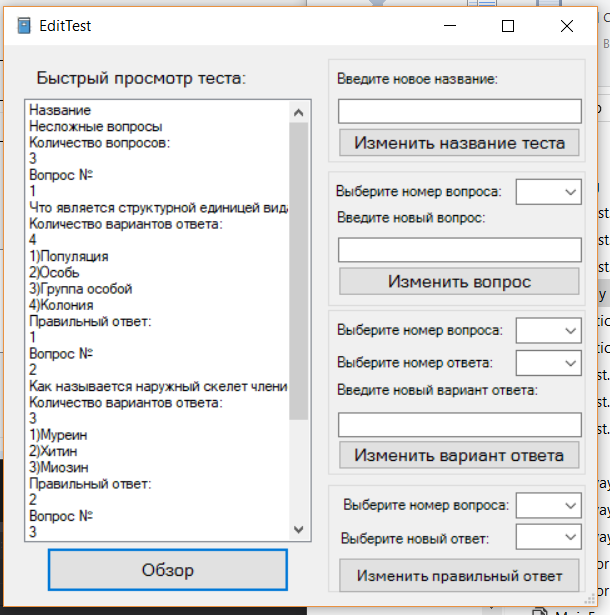 EditTest
Быстрый просмотр теста:
Название
Несложные вопросы
Количество вопросов:
3
Вопрос №
1
Что является структурной единицей вида
Количество вариантов ответа:
4
1)Популяция
2)Особь
3)Группа особой
4)Колония
Правильный ответ:
1
Вопрос №
2
Как называется наружный скелет члени
Количество вариантов ответа:
3
1)Муреин
2)Хитин
3)Миозин
Правильный ответ:
2
Вопрос №
3
Обзор
Введите новое название:
Изменить название теста
Выберите номер вопроса:
Введите новый вопрос:
Изменить вопрос
Выберите номер вопроса:
Выберите номер ответа:
Введите новый вариант ответа:
Изменить вариант ответа
Выберите номер вопроса:
Выберите новый ответ:
Изменить правильный ответ